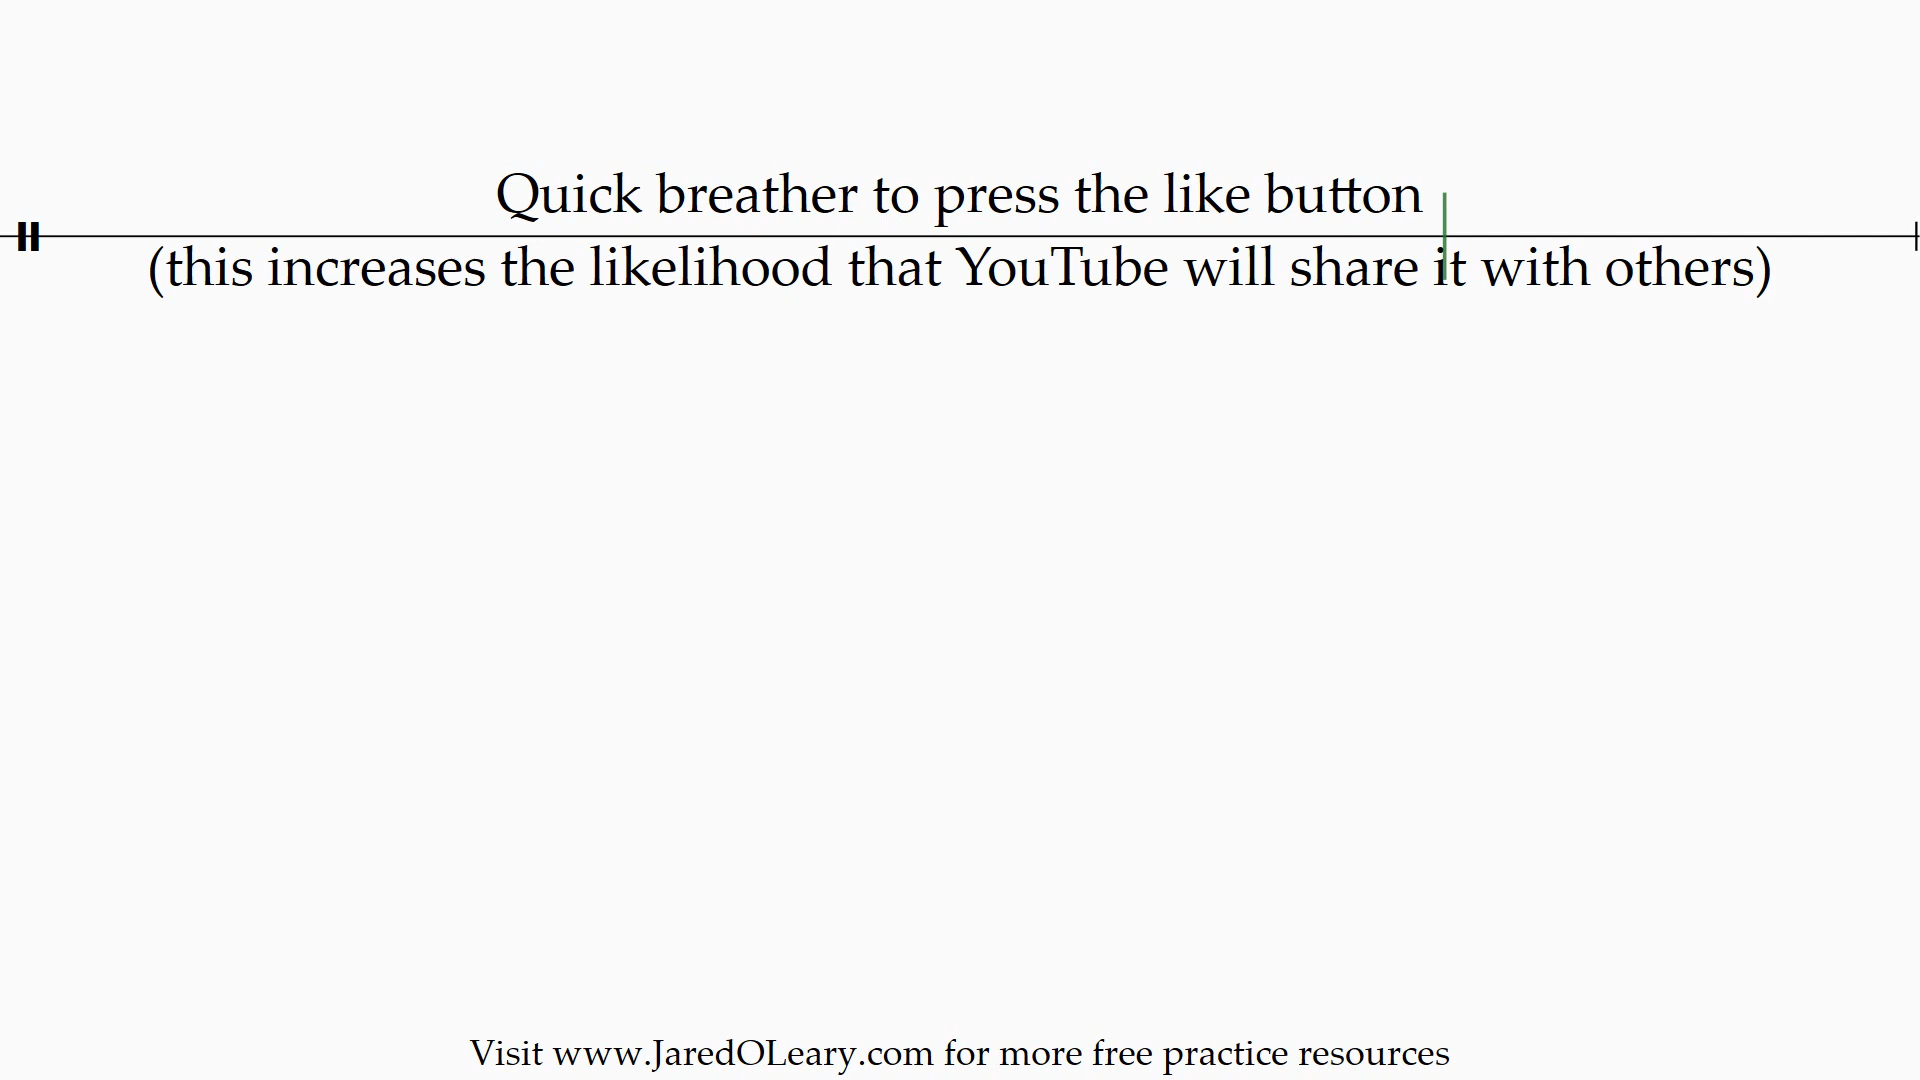 Quick breather to press the like button
(this increases the likelihood that YouTube will share it with others)
Visit www.JaredOLeary.com for more free practice resources